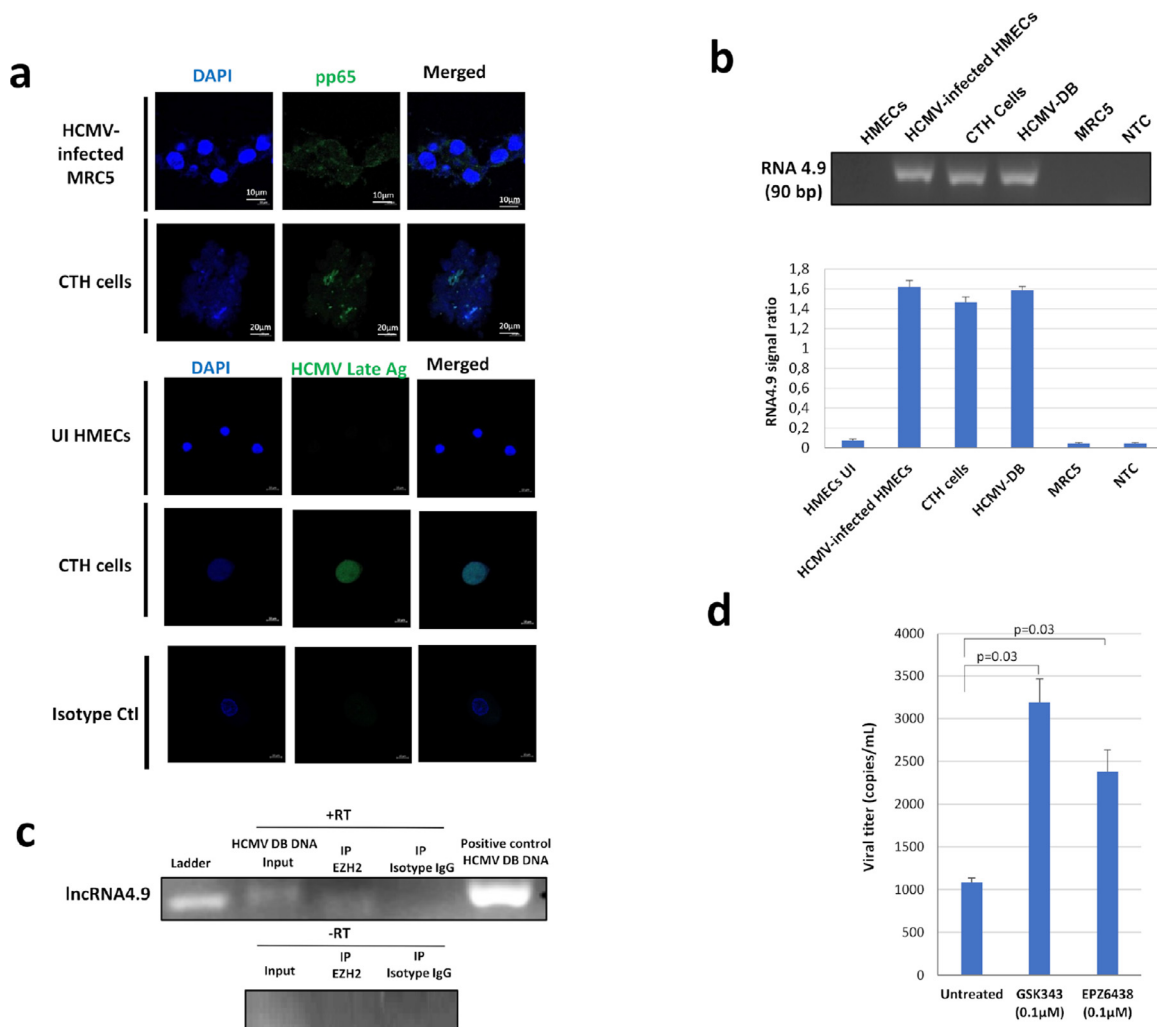 a
DAPI pp65 Merged
HCMV-
infected
MRC5
10µm 10µm 10µm
CTH cells
20µm 20µm 20µm
DAPI HCMV Late Ag Merged
UI HMECs
CTH cells
Isotype Ctl
b
HMECs HCMV-infected HMECs CTH Cells HCMV-DB MRC5 NTC
RNA 4.9
(90 bp)
RNA4.9 signal ratio
1,8
1,6
1,4
1,2
1
0,8
0,6
0,4
0,2
0
HMECs UI HCMV-infected HMECs CTH cells HCMV-DB MRC5 NTC
c
+RT
Ladder
HCMV DB DNA
Input
IP
EZH2
IP
Isotype IgG
Positive control
HCMV DB DNA
lncRNA4.9
-RT
Input
IP
EZH2
IP
Isotype IgG
d
Viral titer (copies/mL)
4000
3500
3000
2500
2000
1500
1000
500
0
p=0.03
p=0.03
Untreated
GSK343
(0.1µM)
EPZ6438
(0.1µM)